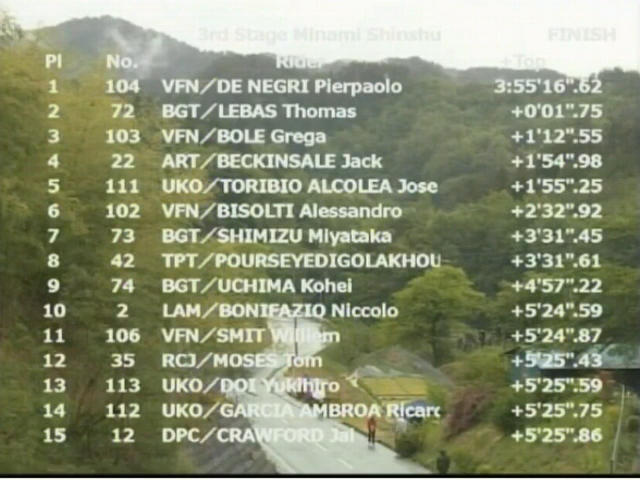 3rd Stage Minami Shinshu FINISH
Pl No. Rider +Top
1 104 VFN/DE NEGRI Pierpaolo 3:55'16".62
2 72 BGT/LEBAS Thomas +0'01".75
3 103 VFN/BOLE Grega +1'12".55
4 22 ART/BECKINSALE Jack +1'54".98
5 111 UKO/TORIBIO ALCOLEA Jose +1'55".25
6 102 VFN/BISOLTI Alessandro +2'32".92
7 73 BGT/SHIMIZU Miyataka +3'31".45
8 42 TPT/POURSEYEDIGOLAKHOU +3'31".61
9 74 BGT/UCHIMA Kohei +4'57".22
10 2 LAM/BONIFAZIO Niccolo +5'24".59
11 106 VFN/SMIT Williem +5'24".87
12 35 RCJ/MOSES Tom +5'25".43
13 113 UKO/DOI Yukihiro +5'25".59
14 112 UKO/GARCIA AMBROA Ricard +5'25".75
15 12 DPC/CRAWFORD Jai +5'25".86